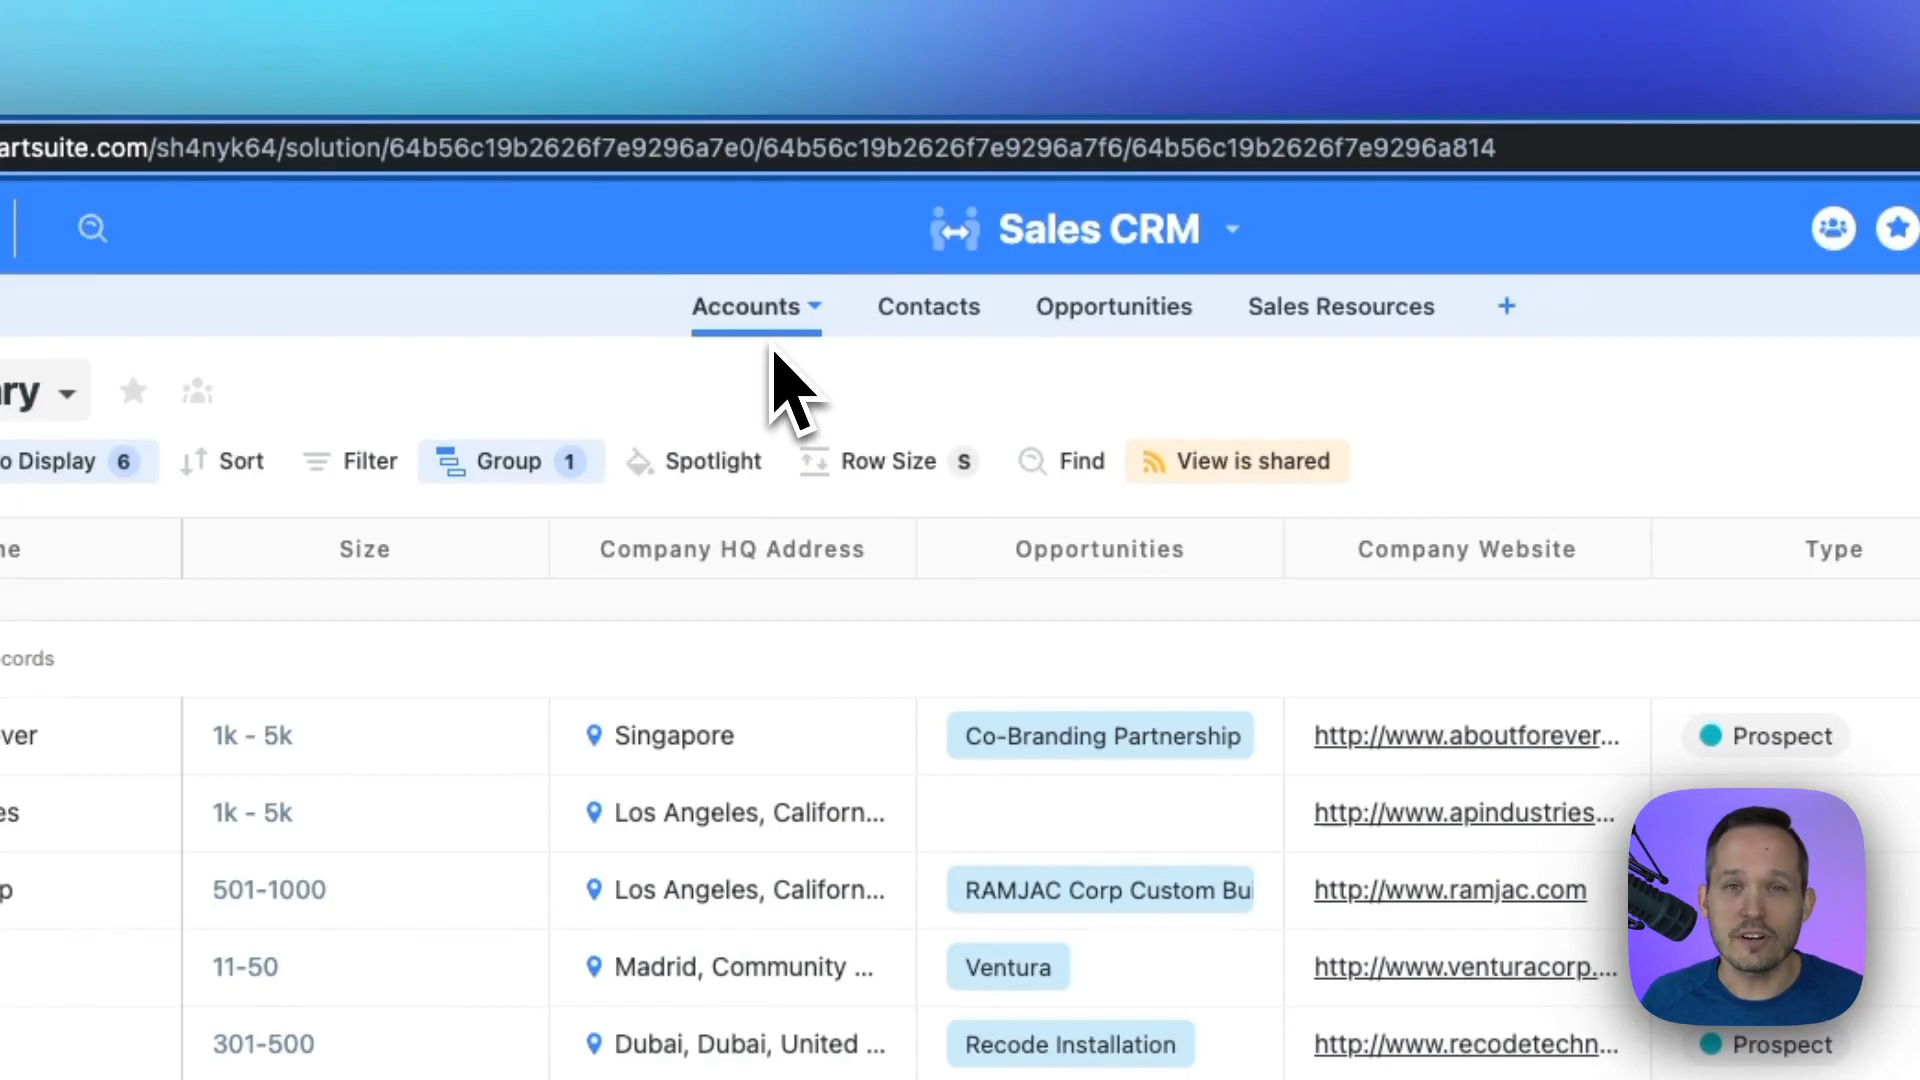 artsuite.com/sh4nyk64/solution/64b56c19b2626f7e9296a7e0/64b56c19b2626f7e9296a7f6/64b56c19b2626f7e9296a814
Sales CRM
Accounts Contacts Opportunities Sales Resources +
ry
o Display 6 Sort Filter Group 1 Spotlight Row Size S Find View is shared
ne Size Company HQ Address Opportunities Company Website Type
cords
ver 1k - 5k Singapore Co-Branding Partnership http://www.aboutforever... Prospect
es 1k - 5k Los Angeles, Californ... http://www.apindustries...
p 501-1000 Los Angeles, Californ... RAMJAC Corp Custom Bui http://www.ramjac.com
11-50 Madrid, Community ... Ventura http://www.venturacorp....
301-500 Dubai, Dubai, United ... Recode Installation http://www.recodetechn... Prospect